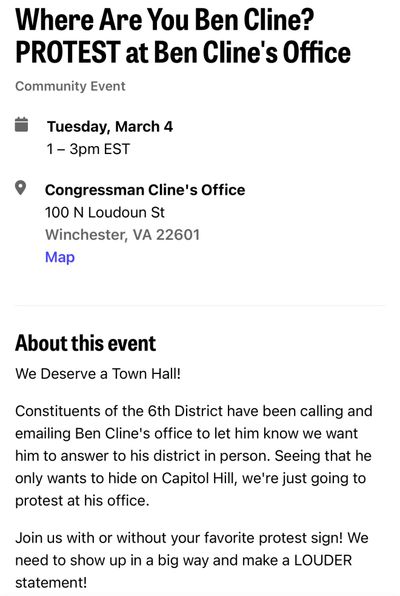 Where Are You Ben Cline?
PROTEST at Ben Cline's Office
Community Event
Tuesday, March 4
1 – 3pm EST
Congressman Cline's Office
100 N Loudoun St
Winchester, VA 22601
Map
About this event
We Deserve a Town Hall!
Constituents of the 6th District have been calling and
emailing Ben Cline's office to let him know we want
him to answer to his district in person. Seeing that he
only wants to hide on Capitol Hill, we're just going to
protest at his office.
Join us with or without your favorite protest sign! We
need to show up in a big way and make a LOUDER
statement!